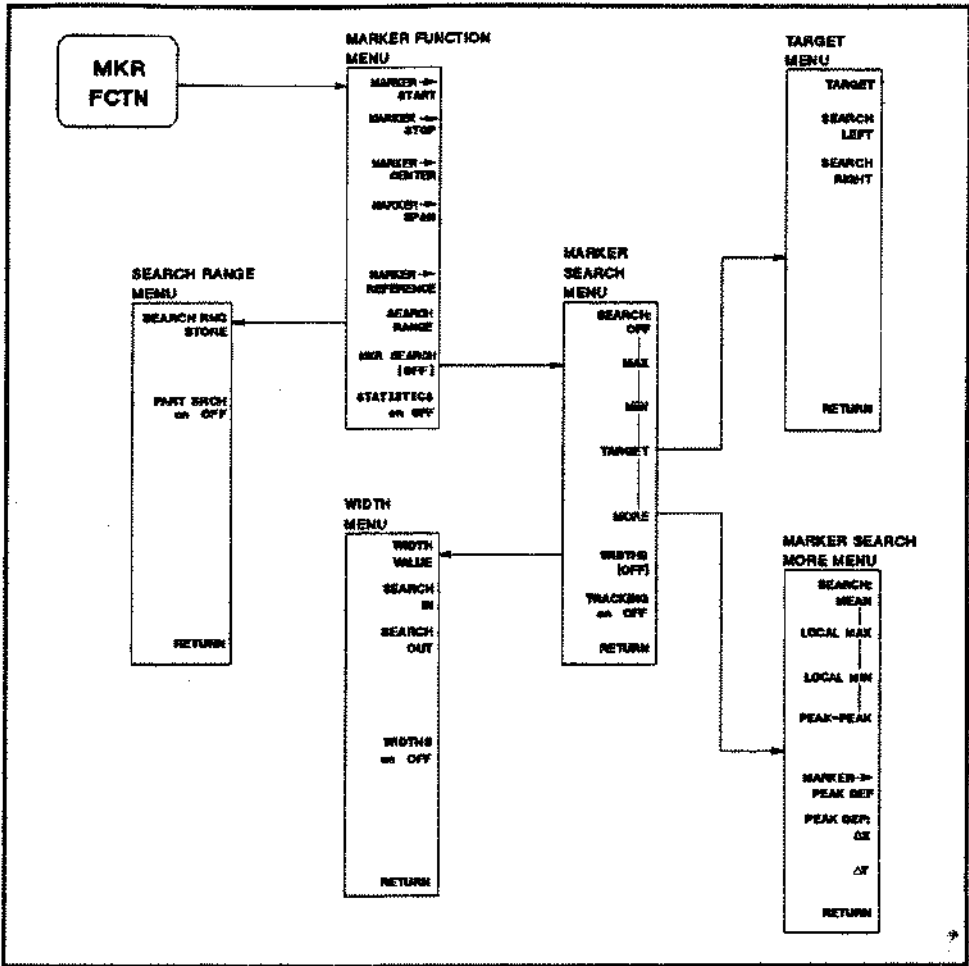 MKR
FCTN
MARKER FUNCTION
MENU
MARKER→
START
MARKER→
STOP
MARKER→
CENTER
MARKER→
SPAN
MARKER→
REFERENCE
SEARCH
RANGE
MKR SEARCH
[OFF]
STATISTICS
on OFF
SEARCH RANGE
MENU
SEARCH RNG
STORE
PART SRCH
on OFF
RETURN
WIDTH
MENU
WIDTH
VALUE
SEARCH
IN
SEARCH
OUT
WIDTHS
on OFF
RETURN
MARKER
SEARCH
MENU
SEARCH:
OFF
MAX
MIN
TARGET
MORE
WIDTHS
[OFF]
TRACKING
on OFF
RETURN
TARGET
MENU
TARGET
SEARCH
LEFT
SEARCH
RIGHT
RETURN
MARKER SEARCH
MORE MENU
SEARCH:
MEAN
LOCAL MAX
LOCAL MIN
PEAK-PEAK
MARKER→
PEAK DEF
PEAK DEF:
ΔX
ΔY
RETURN